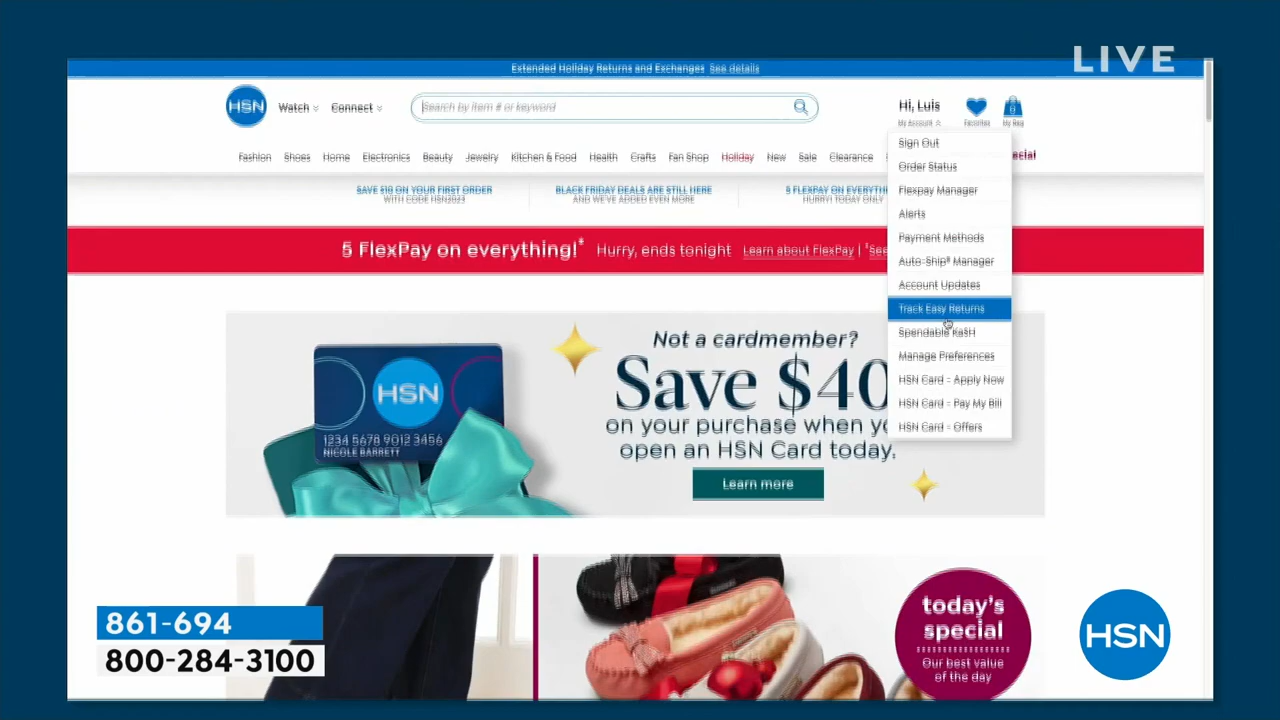 LIVE
Extended Holiday Returns and Exchanges See details
HSN
Watch
Connect
Search by item # or keyword
Hi, Luis
My Account
Favorites
My Bag
Fashion Shoes Home Electronics Beauty Jewelry Kitchen & Food Health Crafts Fan Shop Holiday New Sale Clearance
Sign Out
Order Status
Flexpay Manager
Alerts
Payment Methods
Auto-Ship® Manager
Account Updates
Track Easy Returns
Spendable Ka$H
Manage Preferences
HSN Card - Apply Now
HSN Card - Pay My Bill
HSN Card - Offers
SAVE $10 ON YOUR FIRST ORDER
WITH CODE HSN2023
BLACK FRIDAY DEALS ARE STILL HERE
AND WE'VE ADDED EVEN MORE
5 FLEXPAY ON EVERYTHI
HURRY! TODAY ONLY
5 FlexPay on everything!* Hurry, ends tonight Learn about FlexPay | See
Not a cardmember?
Save $40
on your purchase when yo
open an HSN Card today.
Learn more
HSN
1234 5678 9012 3456
NICOLE BARRETT
today's
special
Our best value
of the day
861-694
800-284-3100
HSN